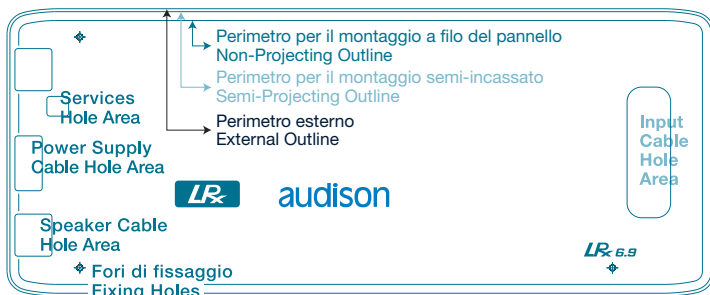 Perimetro per il montaggio a filo del pannello
Non-Projecting Outline
Perimetro per il montaggio semi-incassato
Semi-Projecting Outline
Perimetro esterno
External Outline
Services
Hole Area
Power Supply
Cable Hole Area
Input
Cable
Hole
Area
LRx
audison
Speaker Cable
Hole Area
LRx 6.9
Fori di fissaggio
Fixing Holes